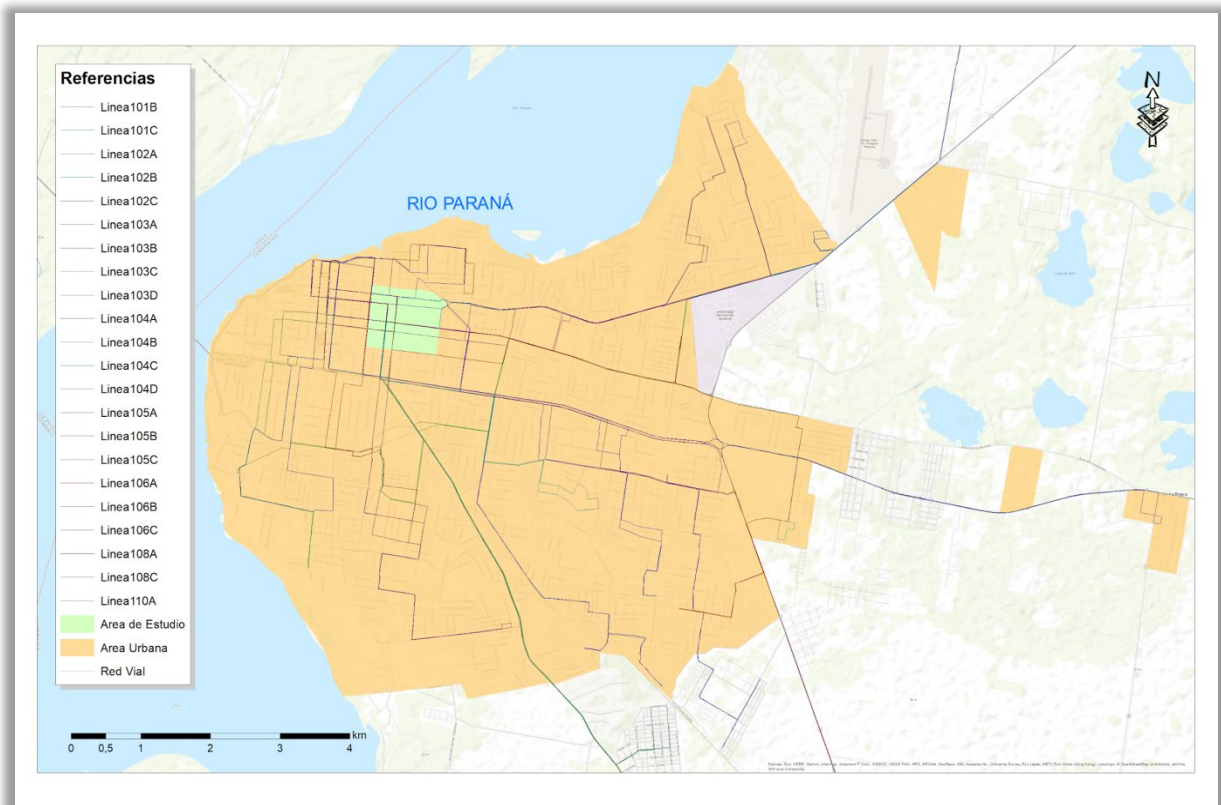 Referencias
Linea101B
Linea101C
Linea102A
Linea102B
Linea102C
Linea103A
Linea103B
Linea103C
Linea103D
Linea104A
Linea104B
Linea104C
Linea104D
Linea105A
Linea105B
Linea105C
Linea106A
Linea106B
Linea106C
Linea108A
Linea108C
Linea110A
Area de Estudio
Area Urbana
Red Vial
RIO PARANÁ
N
km
0 0,5 1 2 3 4